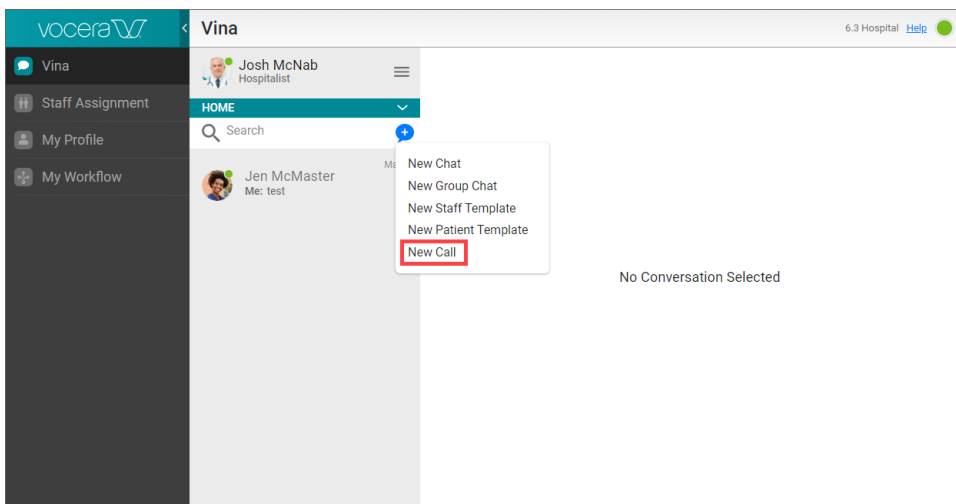 vocera
Vina
6.3 Hospital Help
Vina
Staff Assignment
My Profile
My Workflow
Josh McNab
Hospitalist
HOME
Search
Jen McMaster
Me: test
New Chat
New Group Chat
New Staff Template
New Patient Template
New Call
No Conversation Selected